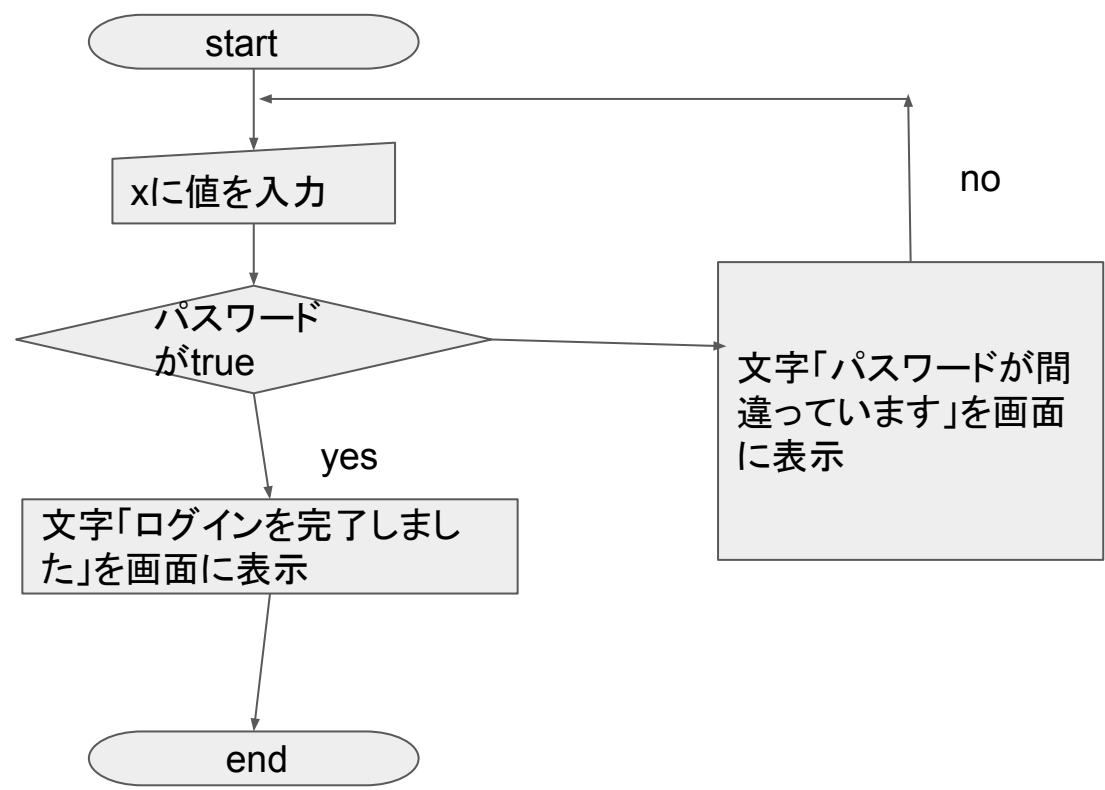 start
xに値を入力
no
パスワード
がtrue
文字「パスワードが間
違っています」を画面
に表示
yes
文字「ログインを完了しまし
た」を画面に表示
end